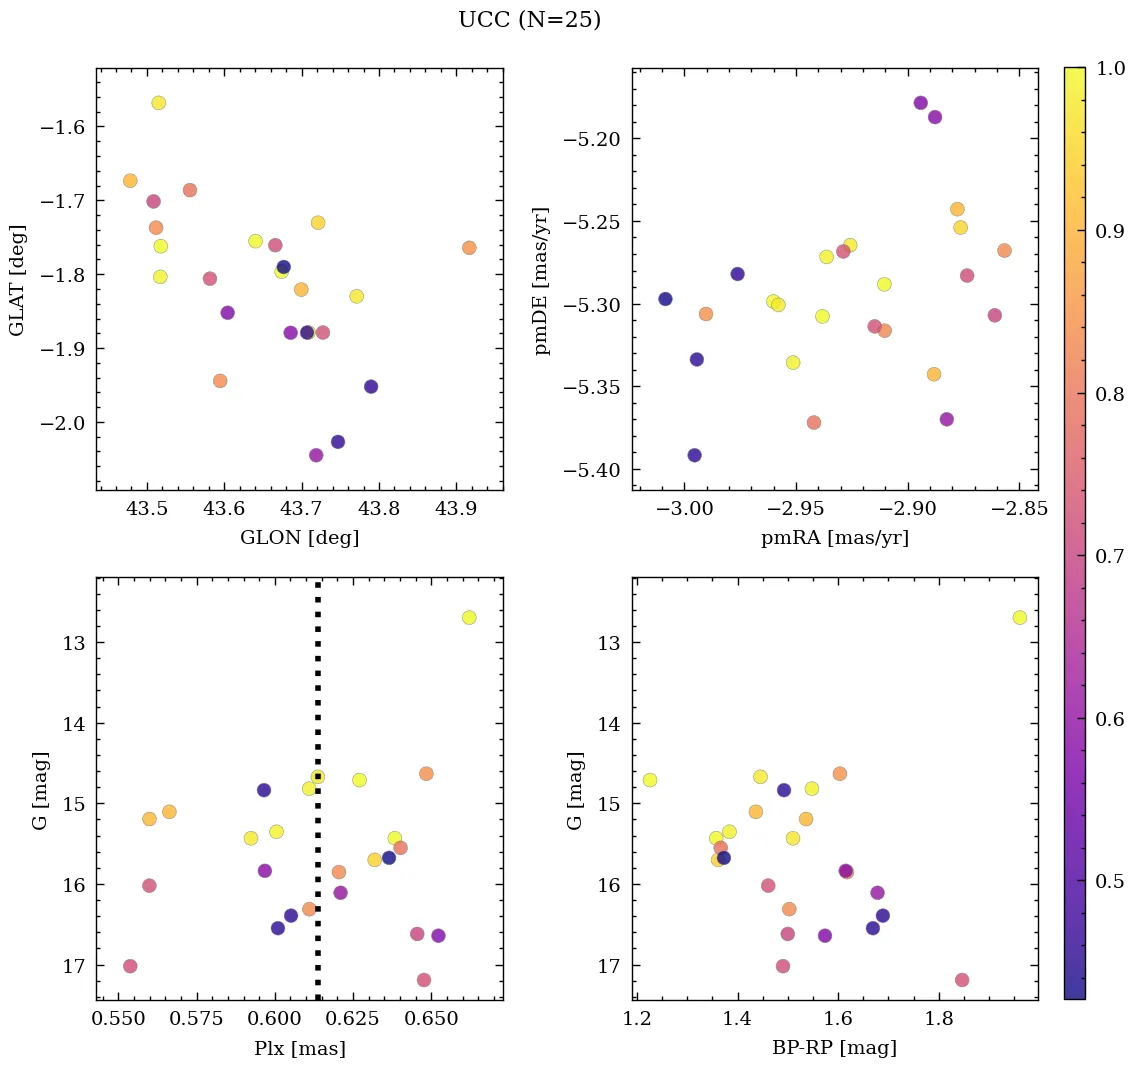 UCC (N=25)
−1.6
−1.7
−1.8
−1.9
−2.0
GLAT [deg]
43.5 43.6 43.7 43.8 43.9
GLON [deg]
−5.20
−5.25
−5.30
−5.35
−5.40
pmDE [mas/yr]
−3.00 −2.95 −2.90 −2.85
pmRA [mas/yr]
1.0
0.9
0.8
0.7
0.6
0.5
13
14
15
16
17
G [mag]
0.550 0.575 0.600 0.625 0.650
Plx [mas]
13
14
15
16
17
G [mag]
1.2 1.4 1.6 1.8
BP-RP [mag]